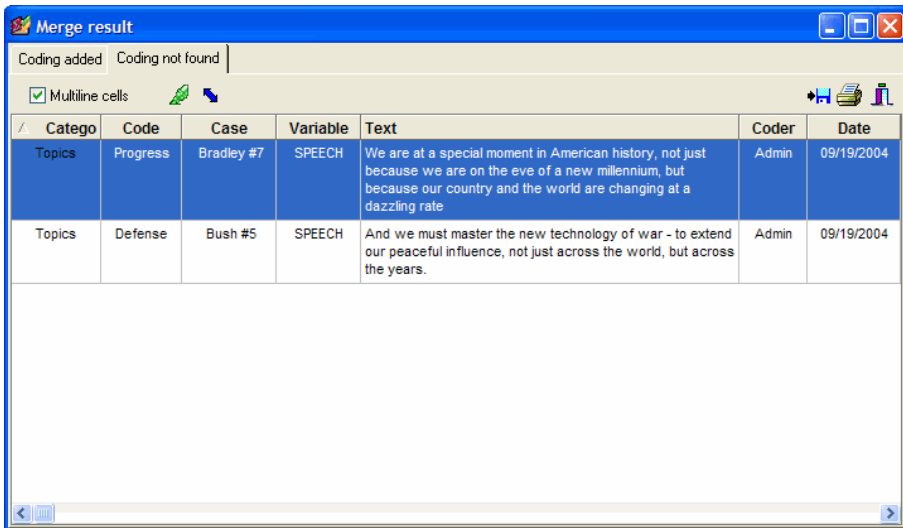 Merge result
Coding added Coding not found
Multiline cells
Catego Code Case Variable Text Coder Date
Topics Progress Bradley #7 SPEECH We are at a special moment in American history, not just Admin 09/19/2004
because we are on the eve of a new millennium, but
because our country and the world are changing at a
dazzling rate
Topics Defense Bush #5 SPEECH And we must master the new technology of war - to extend Admin 09/19/2004
our peaceful influence, not just across the world, but across
the years.